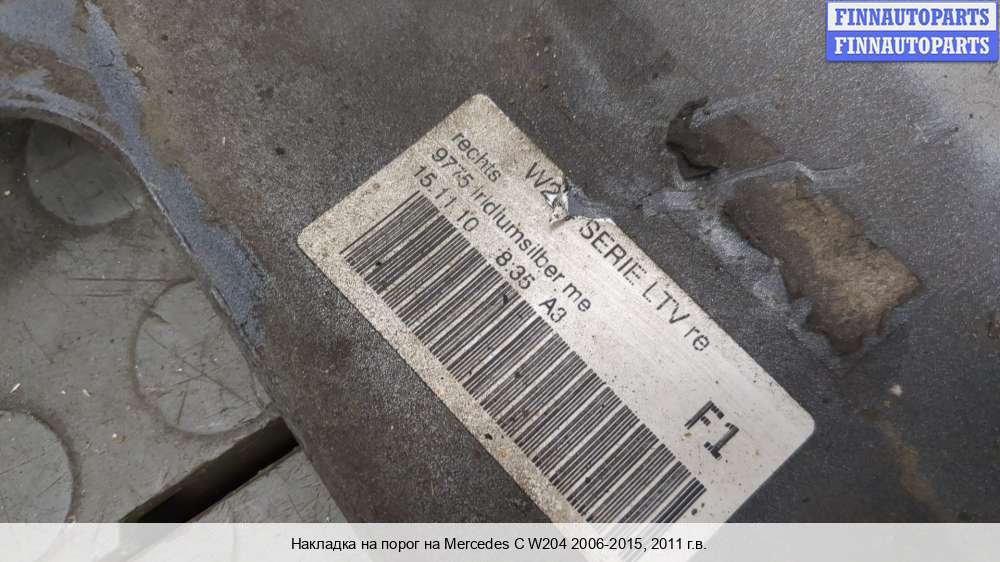 FINNAUTOPARTS
FINNAUTOPARTS
SERIE LTV re
rechts
9775 iridiumsilber me
15.11.10 8:35 A3
F1
Накладка на порог на Mercedes C W204 2006-2015, 2011 г.в.